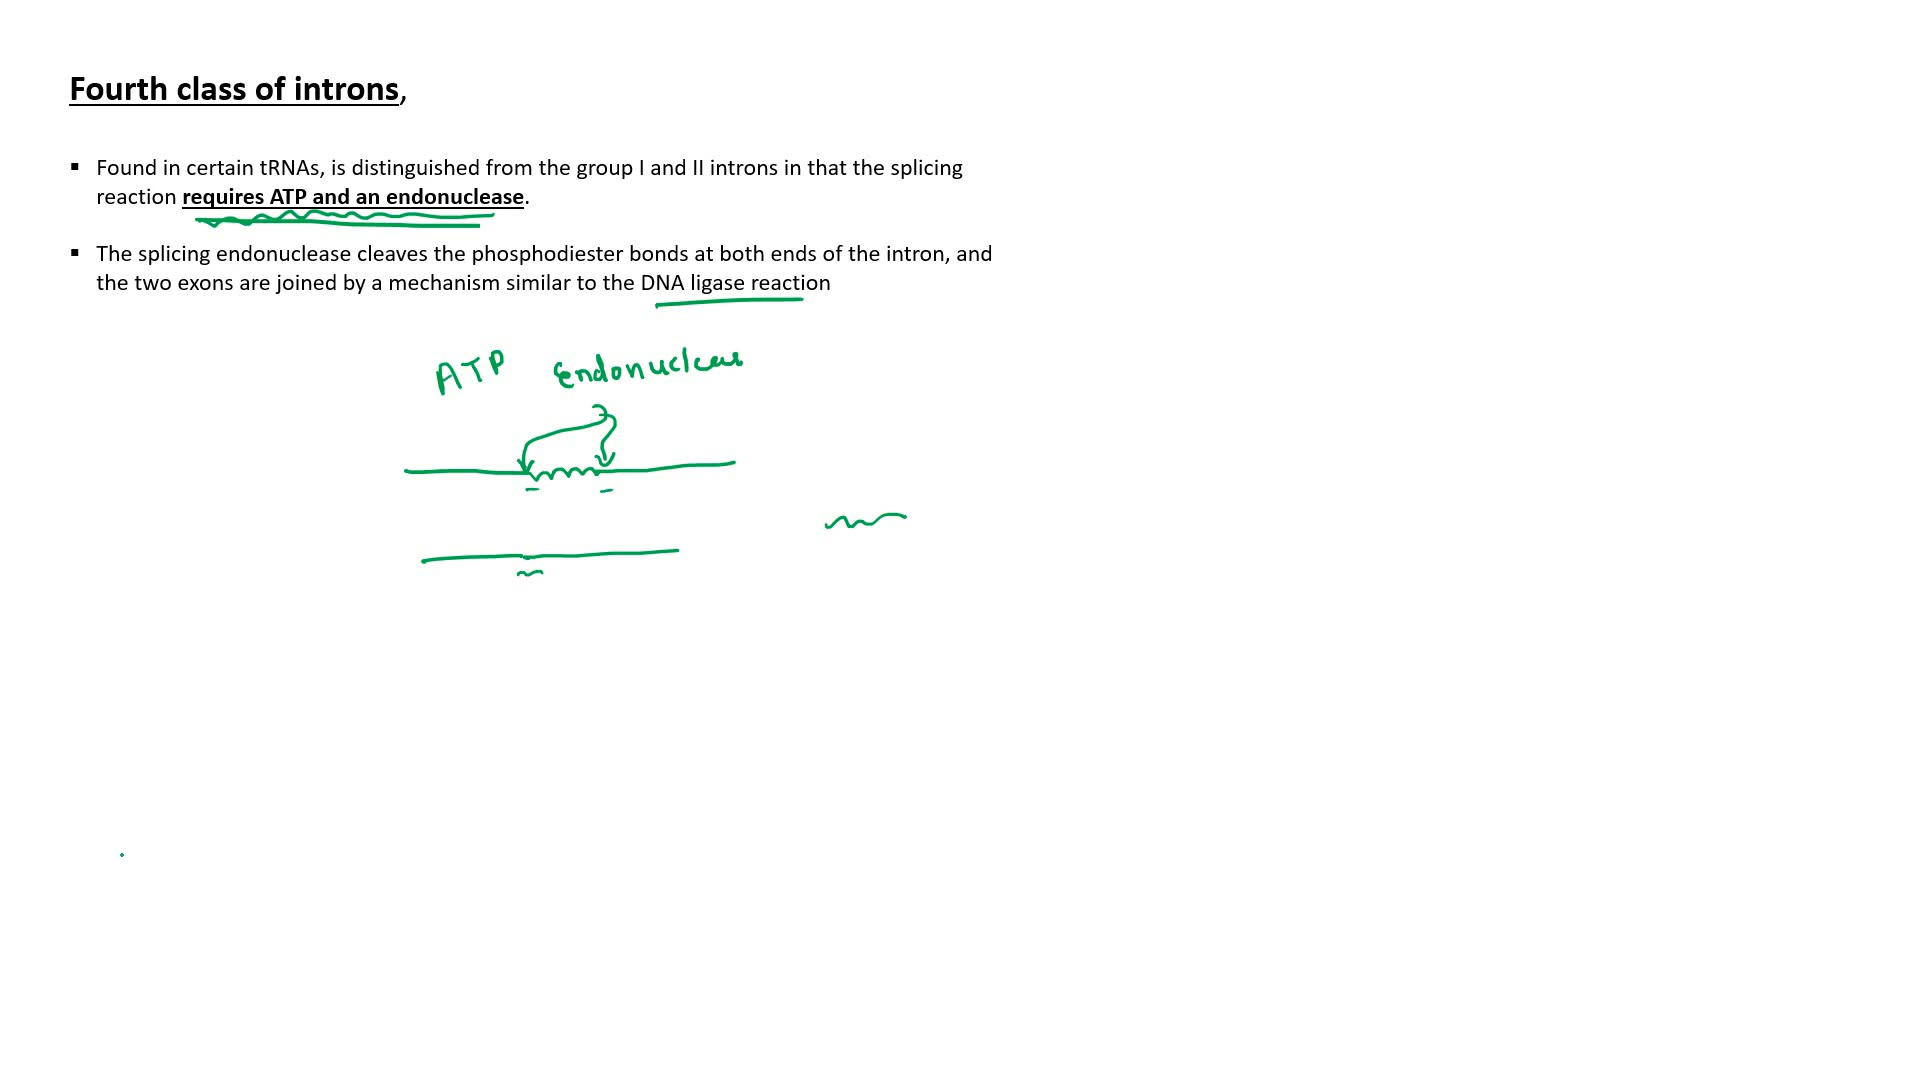 Fourth class of introns,
▪ Found in certain tRNAs, is distinguished from the group I and II introns in that the splicing
reaction requires ATP and an endonuclease.
▪ The splicing endonuclease cleaves the phosphodiester bonds at both ends of the intron, and
the two exons are joined by a mechanism similar to the DNA ligase reaction
ATP Endonuclease